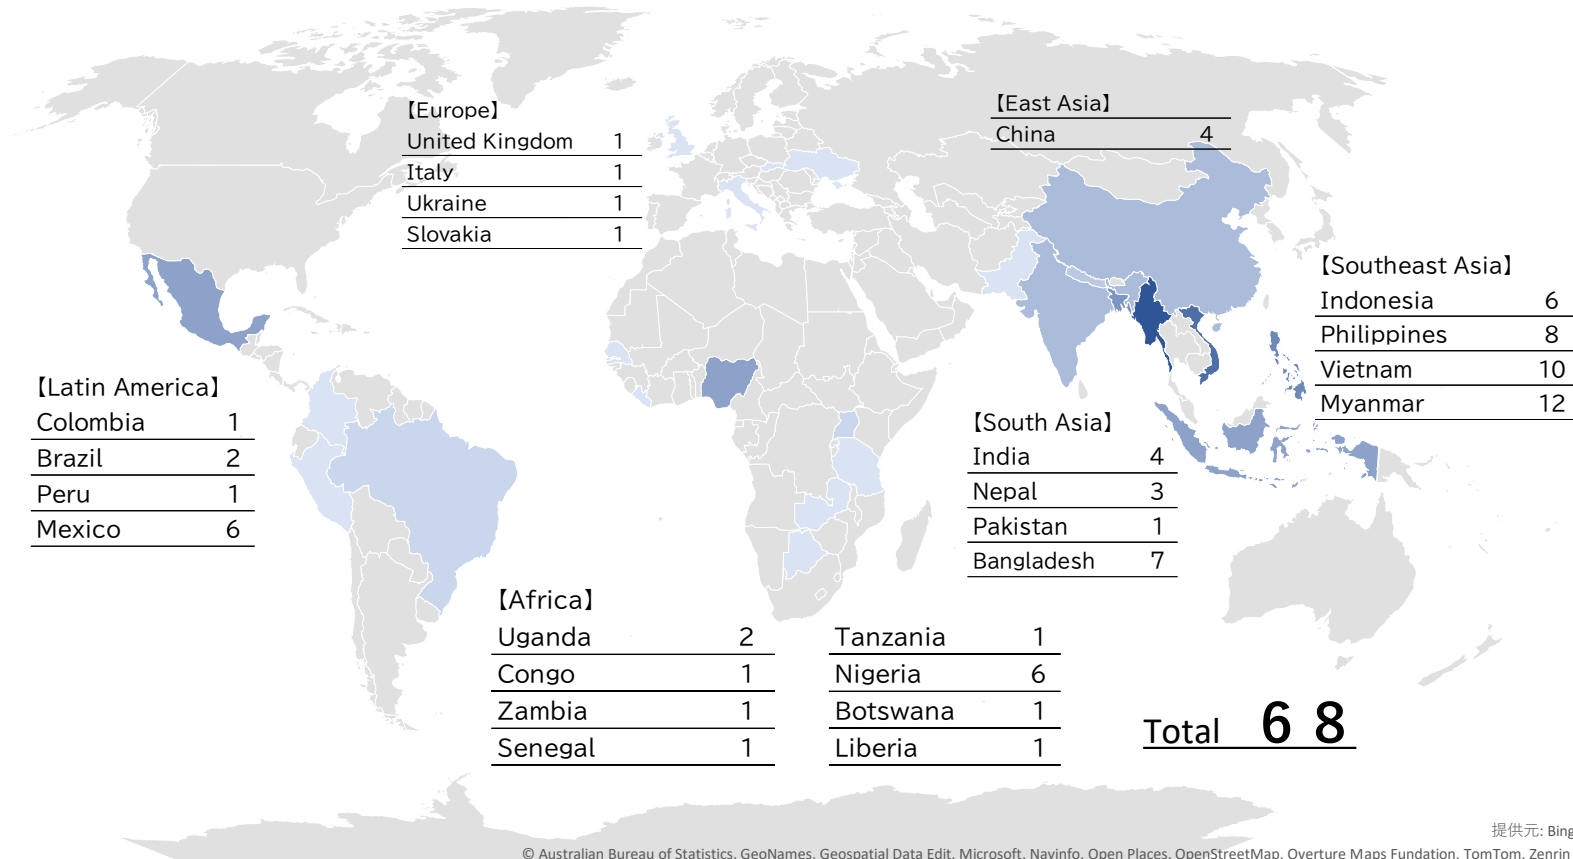 【Europe】
United Kingdom 1
Italy 1
Ukraine 1
Slovakia 1
【East Asia】
China 4
【Southeast Asia】
Indonesia 6
Philippines 8
Vietnam 10
Myanmar 12
【Latin America】
Colombia 1
Brazil 2
Peru 1
Mexico 6
【South Asia】
India 4
Nepal 3
Pakistan 1
Bangladesh 7
【Africa】
Uganda 2
Congo 1
Zambia 1
Senegal 1
Tanzania 1
Nigeria 6
Botswana 1
Liberia 1
Total 68
提供元: Bing
© Australian Bureau of Statistics, GeoNames, Geospatial Data Edit, Microsoft, Navinfo, Open Places, OpenStreetMap, Overture Maps Fundation, TomTom, Zenrin